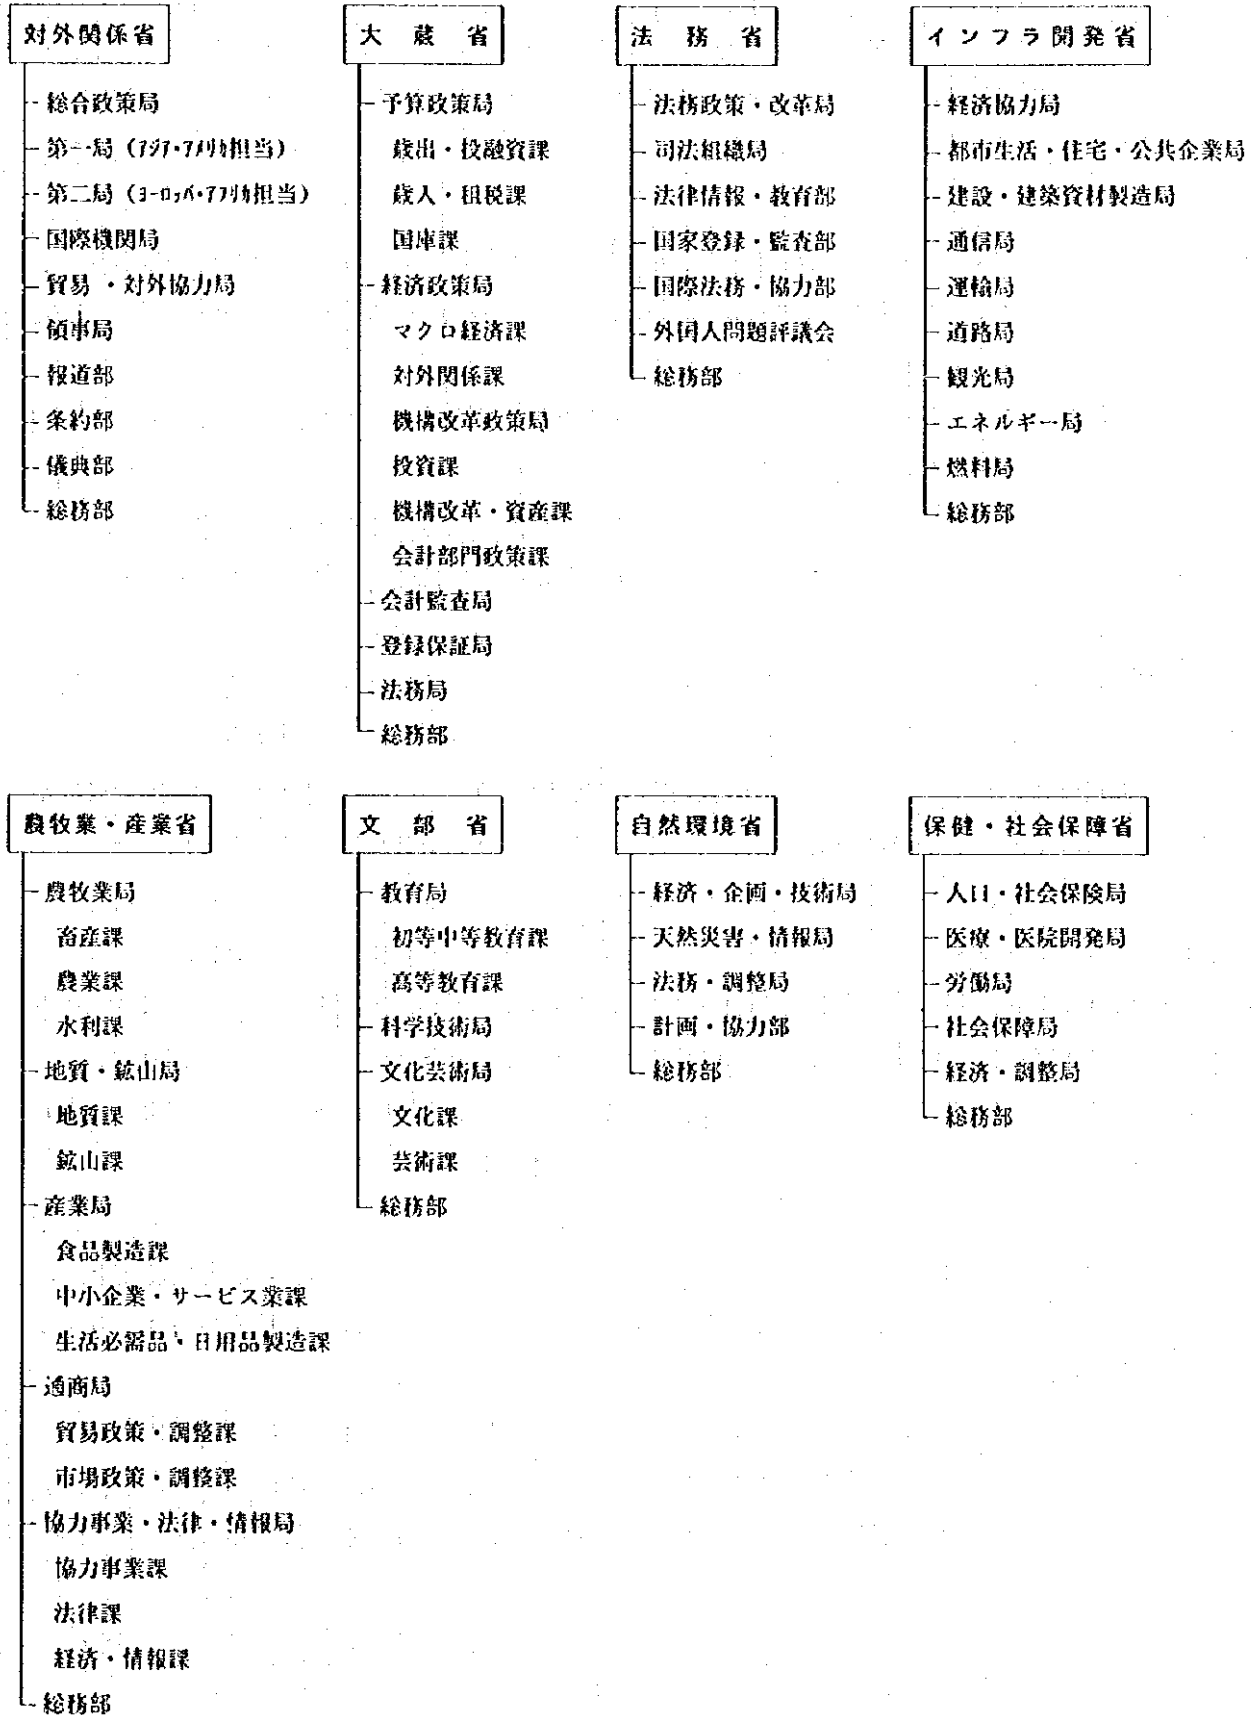 対外関係省
総合政策局
第一局（ｱｼﾞｱ･ｱﾒﾘｶ担当）
第二局（ﾖｰﾛｯﾊﾟ･ｱﾌﾘｶ担当）
国際機関局
貿易・対外協力局
領事局
報道部
条約部
儀典部
総務部
大蔵省
予算政策局
歳出・投融資課
歳入・租税課
国庫課
経済政策局
マクロ経済課
対外関係課
機構改革政策局
投資課
機構改革・資産課
会計部門政策課
会計監査局
登録保証局
法務局
総務部
法務省
法務政策・改革局
司法組織局
法律情報・教育部
国家登録・監査部
国際法務・協力部
外国人問題評議会
総務部
インフラ開発省
経済協力局
都市生活・住宅・公共企業局
建設・建築資材製造局
通信局
運輸局
道路局
観光局
エネルギー局
燃料局
総務部
農牧業・産業省
農牧業局
畜産課
農業課
水利課
地質・鉱山局
地質課
鉱山課
産業局
食品製造課
中小企業・サービス業課
生活必需品・日用品製造課
通商局
貿易政策・調整課
市場政策・調整課
協力事業・法律・情報局
協力事業課
法律課
経済・情報課
総務部
文部省
教育局
初等中等教育課
高等教育課
科学技術局
文化芸術局
文化課
芸術課
総務部
自然環境省
経済・企画・技術局
天然災害・情報局
法務・調整局
計画・協力部
総務部
保健・社会保障省
人口・社会保険局
医療・医院開発局
労働局
社会保障局
経済・調整局
総務部